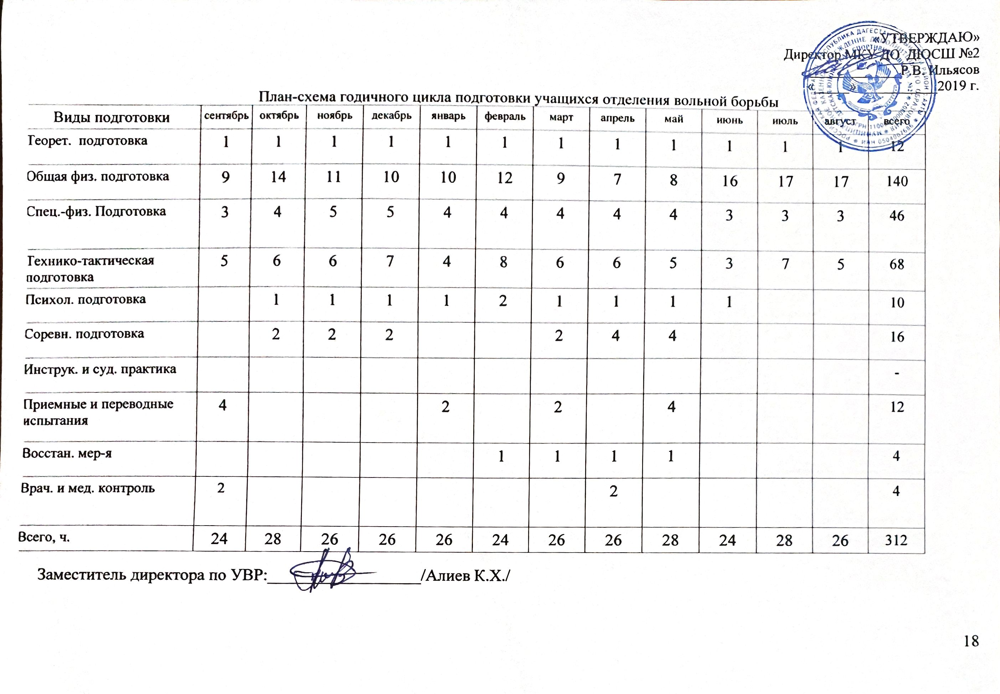 «УТВЕРЖДАЮ»
Директор МКУ ДО ДЮСШ №2
Р.В. Ильясов
«____»____________2019 г.
План-схема годичного цикла подготовки учащихся отделения вольной борьбы
Виды подготовки сентябрь октябрь ноябрь декабрь январь февраль март апрель май июнь июль август всего
Теорет. подготовка 1 1 1 1 1 1 1 1 1 1 1 1 12
Общая физ. подготовка 9 14 11 10 10 12 9 7 8 16 17 17 140
Спец.-физ. Подготовка 3 4 5 5 4 4 4 4 4 3 3 3 46
Технико-тактическая 5 6 6 7 4 8 6 6 5 3 7 5 68
подготовка
Психол. подготовка 1 1 1 1 2 1 1 1 1 10
Соревн. подготовка 2 2 2 2 4 4 16
Инструк. и суд. практика -
Приемные и переводные 4 2 2 4 12
испытания
Восстан. мер-я 1 1 1 1 4
Врач. и мед. контроль 2 2 4
Всего, ч. 24 28 26 26 26 24 26 26 28 24 28 26 312
Заместитель директора по УВР:____________________/Алиев К.Х./
18